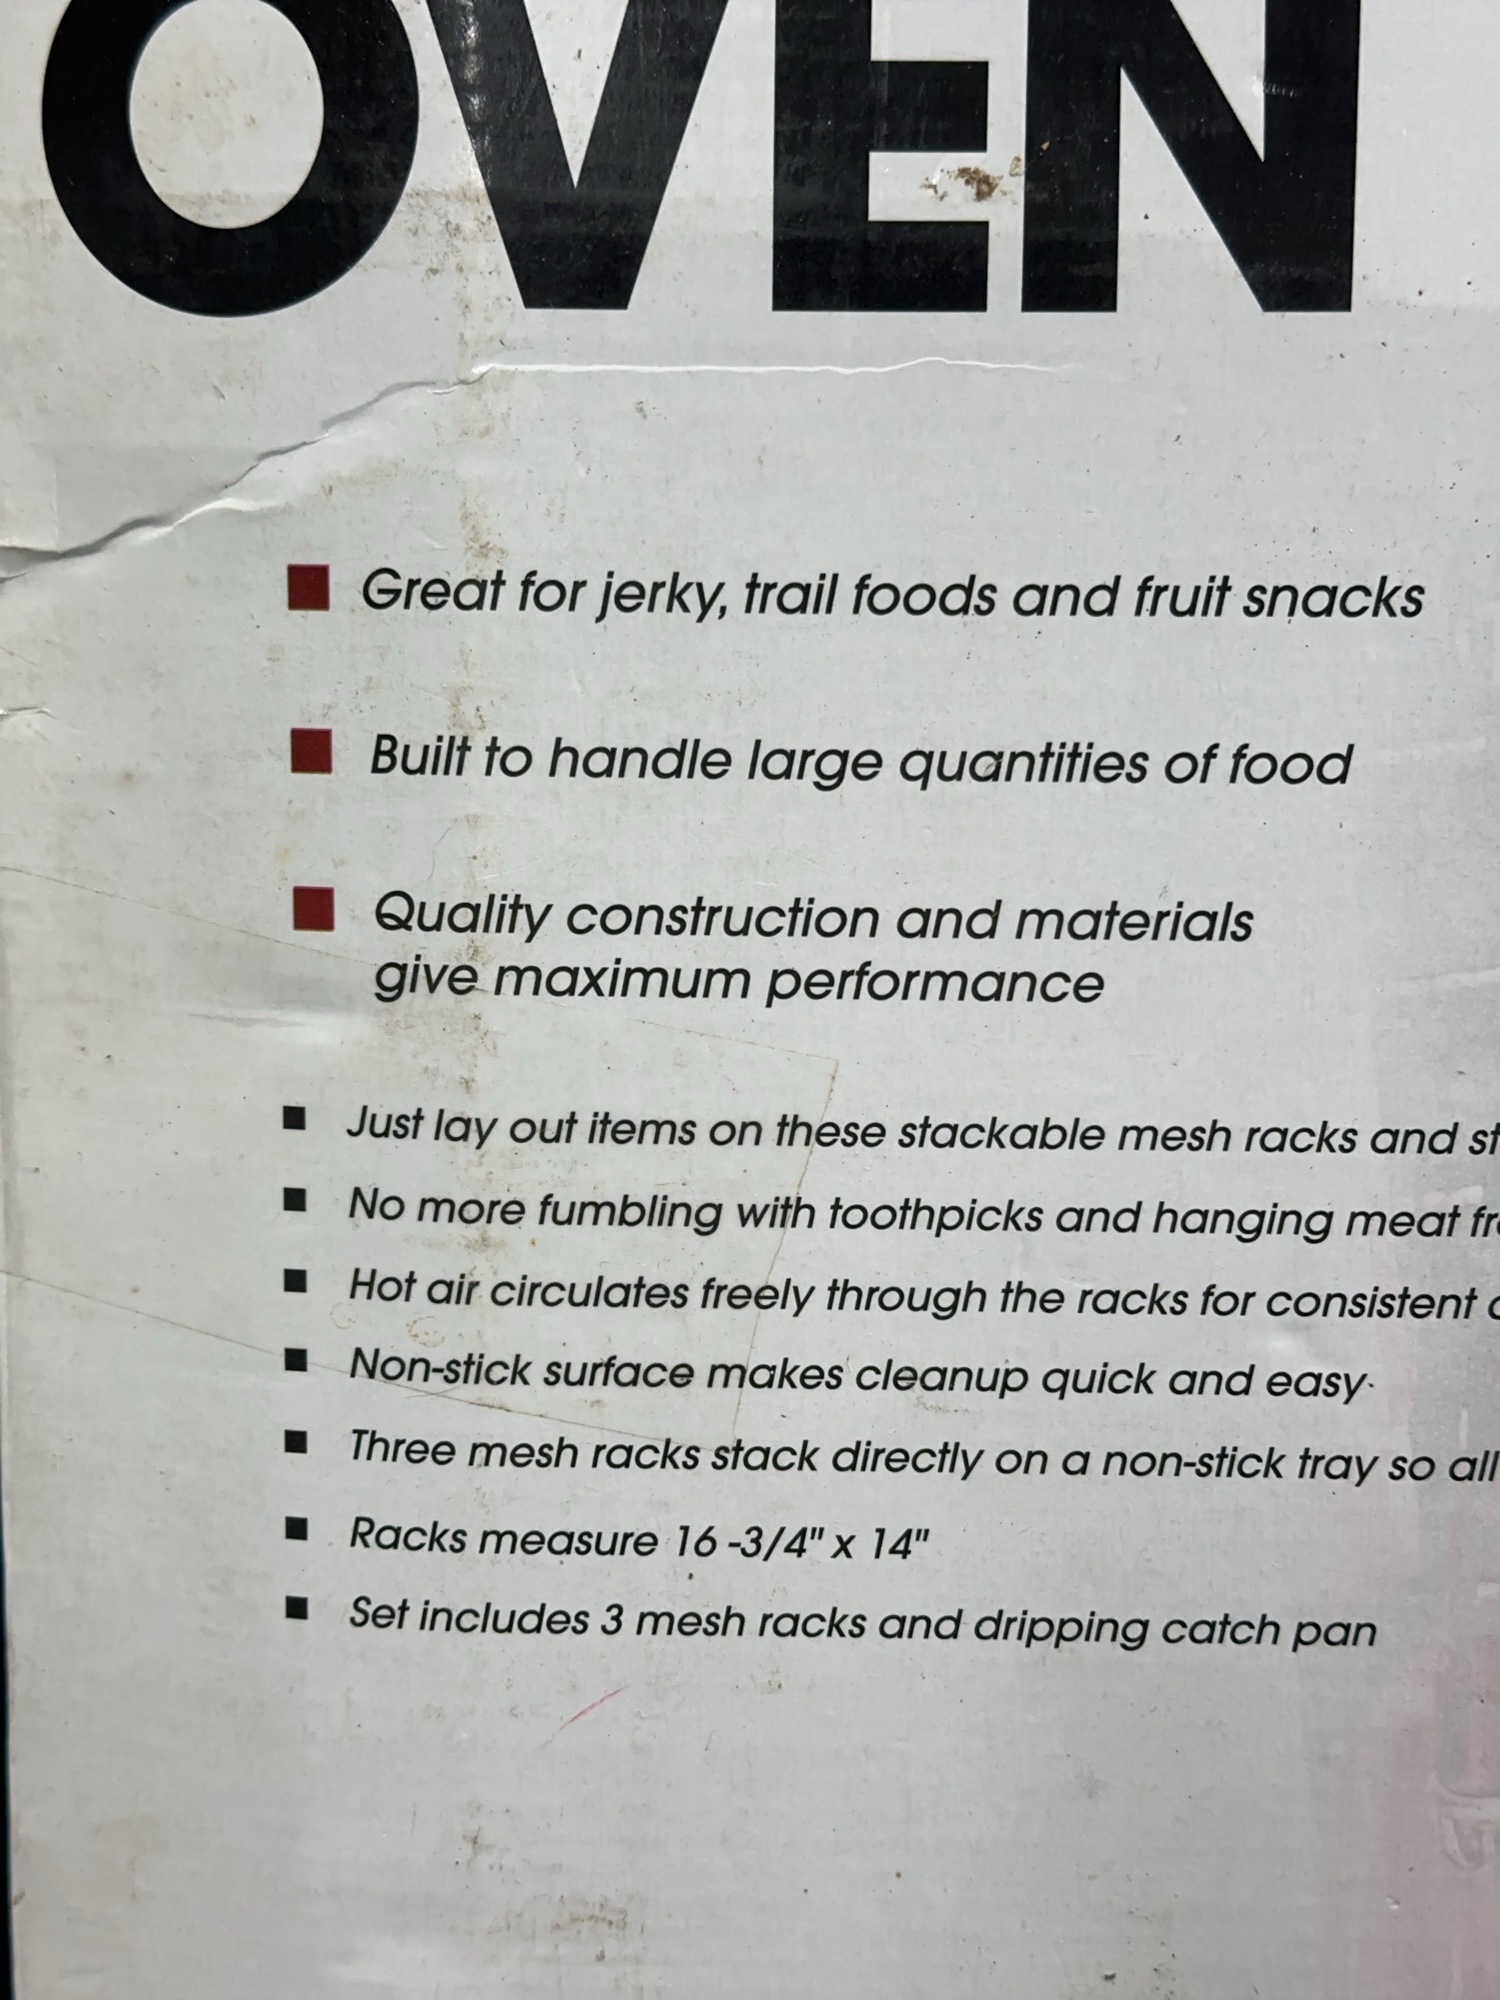 OVEN
Great for jerky, trail foods and fruit snacks
Built to handle large quantities of food
Quality construction and materials
give maximum performance
Just lay out items on these stackable mesh racks and
No more fumbling with toothpicks and hanging meat
Hot air circulates freely through the racks for consistent
Non-stick surface makes cleanup quick and easy
Three mesh racks stack directly on a non-stick tray so all
Racks measure 16 -3/4" x 14"
Set includes 3 mesh racks and dripping catch pan